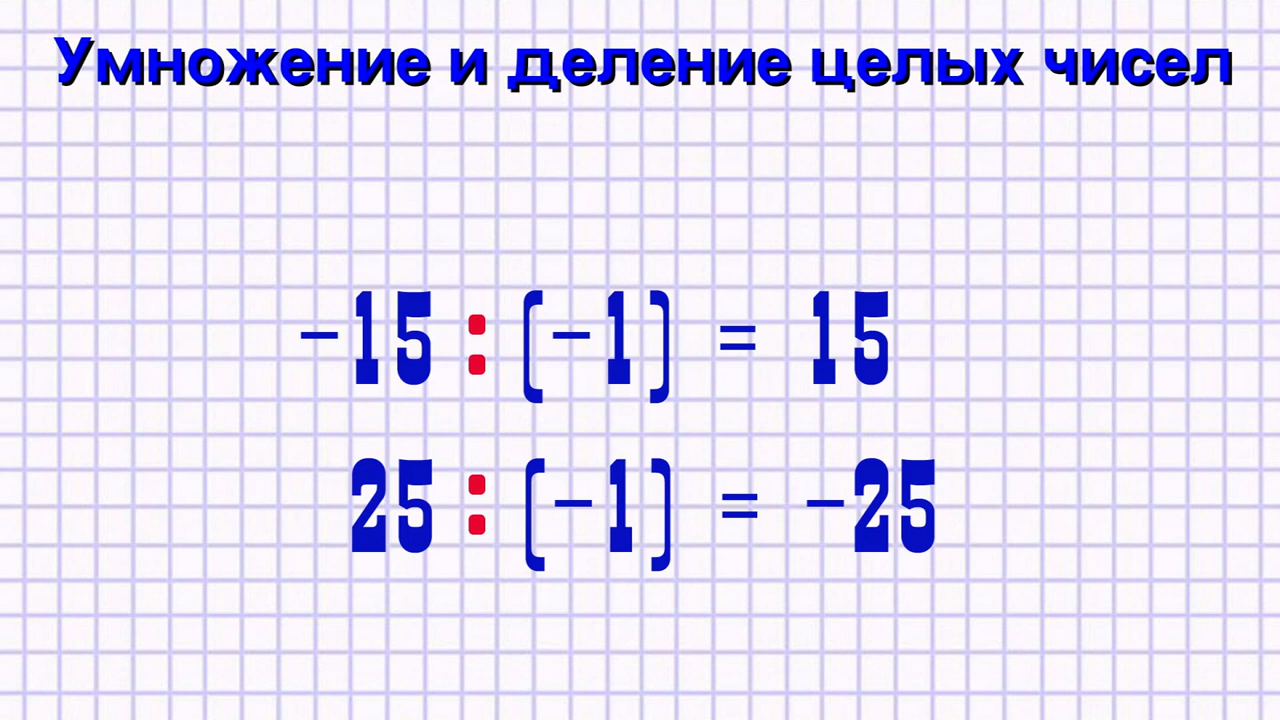 Умножение и деление целых чисел
-15 : (-1) = 15
25 : (-1) = -25